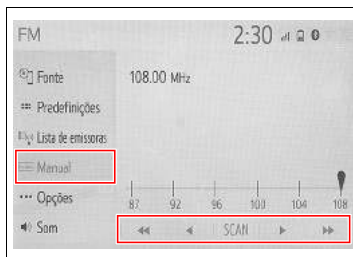 FM 2:30
Fonte
108.00 MHz
Predefinições
Lista de emissoras
Manual
Opções
87 92 96 100 104 108
Som
SCAN